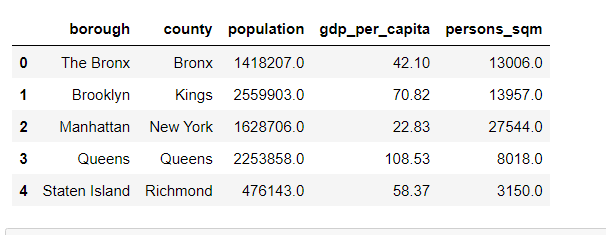 borough county population gdp_per_capita persons_sqm
0 The Bronx Bronx 1418207.0 42.10 13006.0
1 Brooklyn Kings 2559903.0 70.82 13957.0
2 Manhattan New York 1628706.0 22.83 27544.0
3 Queens Queens 2253858.0 108.53 8018.0
4 Staten Island Richmond 476143.0 58.37 3150.0